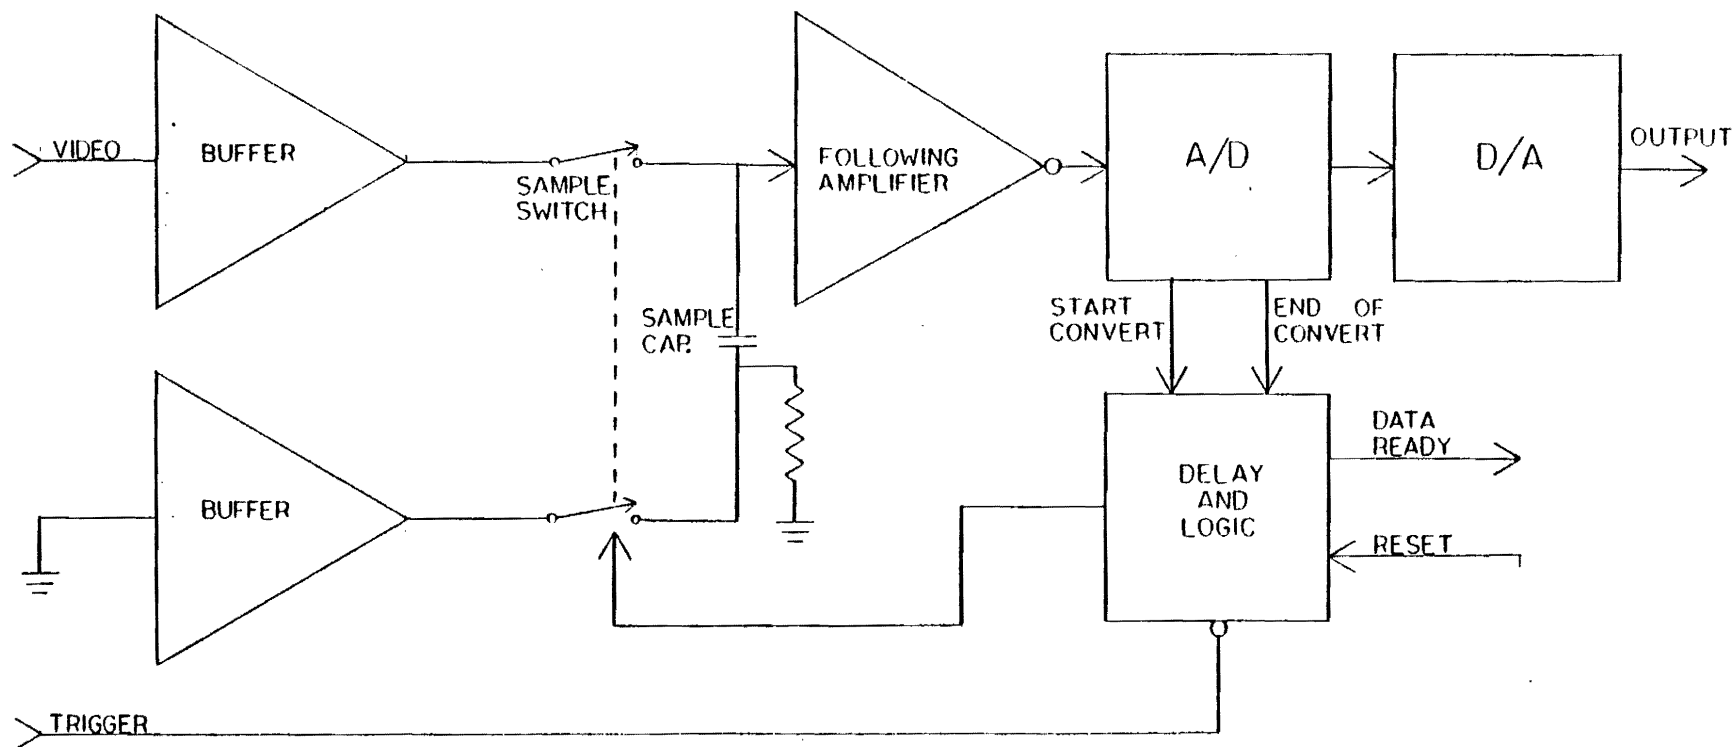 VIDEO
BUFFER
SAMPLE
SWITCH
FOLLOWING
AMPLIFIER
A/D
D/A
OUTPUT
SAMPLE
CAP.
START
CONVERT
END OF
CONVERT
BUFFER
DELAY
AND
LOGIC
DATA
READY
RESET
TRIGGER